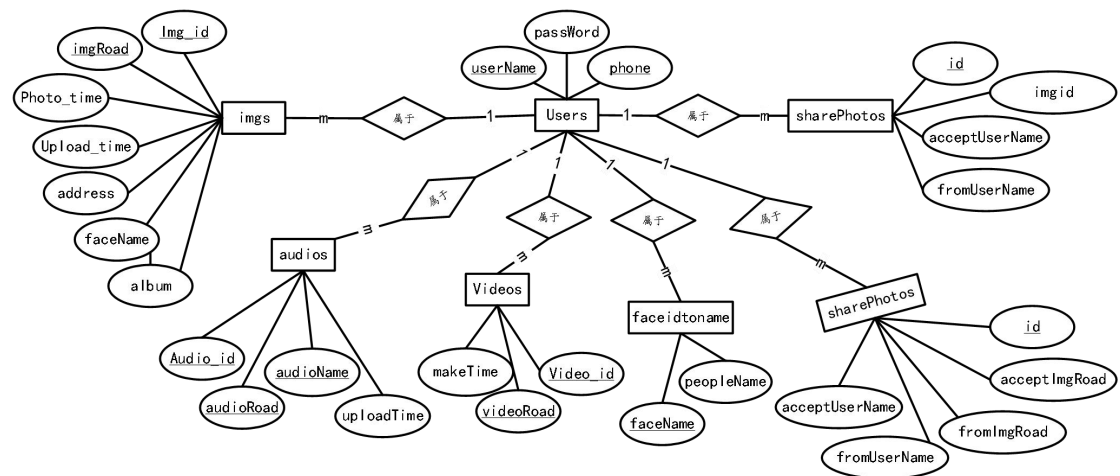 Img_id
imgRoad
Photo_time
Upload_time
address
faceName
album
imgs
m
属于
1
passWord
userName
phone
Users
1
属于
m
sharePhotos
id
imgid
acceptUserName
fromUserName
1
属于
m
audios
Audio_id
audioRoad
audioName
uploadTime
1
属于
m
Videos
makeTime
videoRoad
Video_id
1
属于
m
faceidtoname
faceName
peopleName
1
属于
m
sharePhotos
id
acceptImgRoad
fromImgRoad
fromUserName
acceptUserName